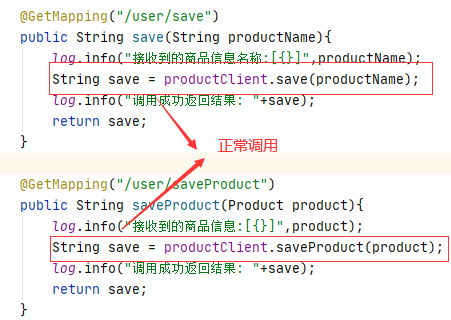 @GetMapping("/user/save")
public String save(String productName){
log.info("接收到的商品信息名称:[{}]",productName);
String save = productClient.save(productName);
log.info("调用成功返回结果: "+save);
return save;
}
正常调用
@GetMapping("/user/saveProduct")
public String saveProduct(Product product){
log.info("接收到的商品信息:[{}]",product);
String save = productClient.saveProduct(product);
log.info("调用成功返回结果: "+save);
return save;
}